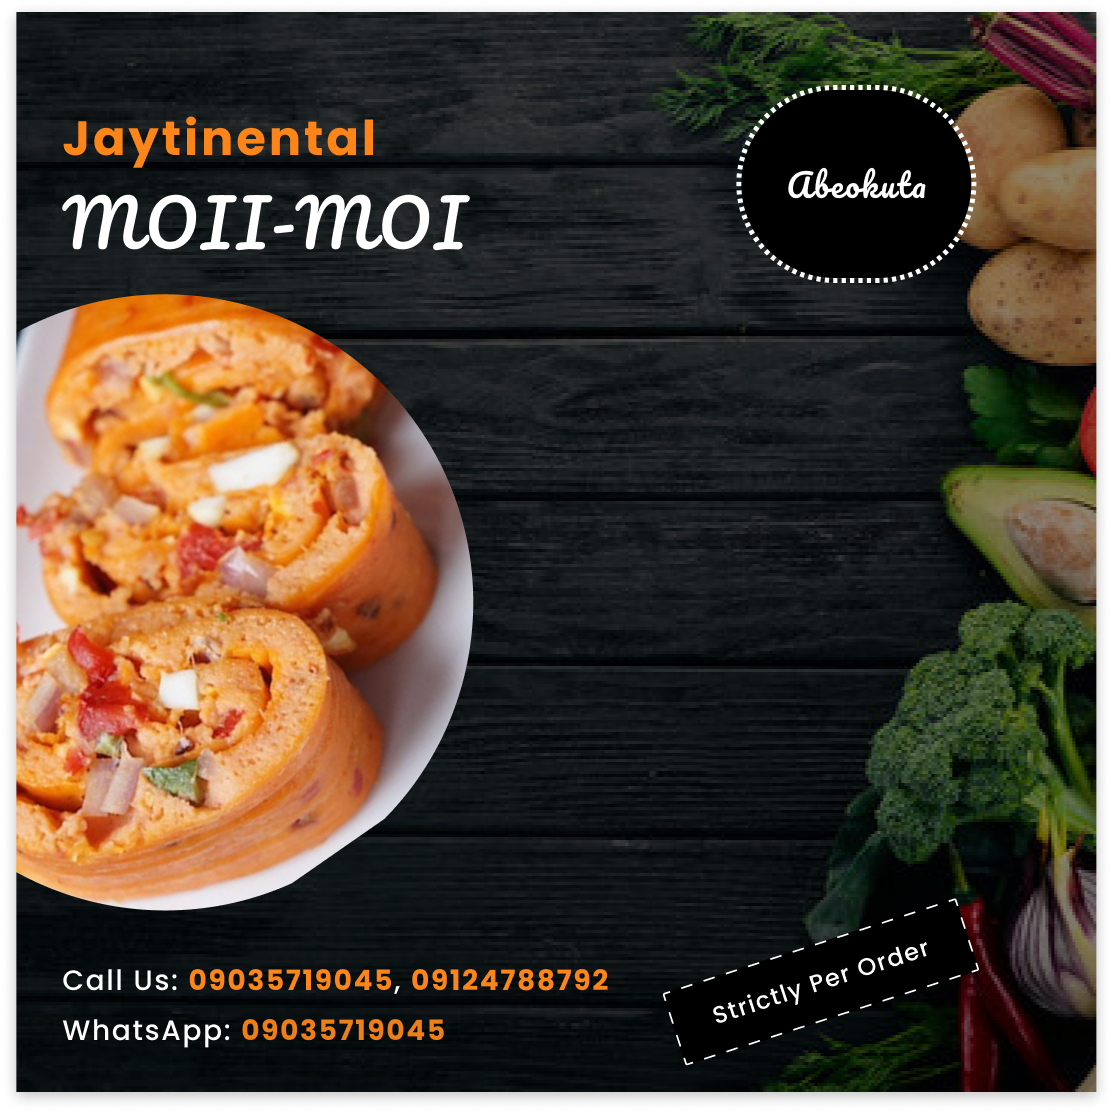 Jaytinental
MOII-MOI
Abeokuta
Call Us: 09035719045, 09124788792
WhatsApp: 09035719045
Strictly Per Order